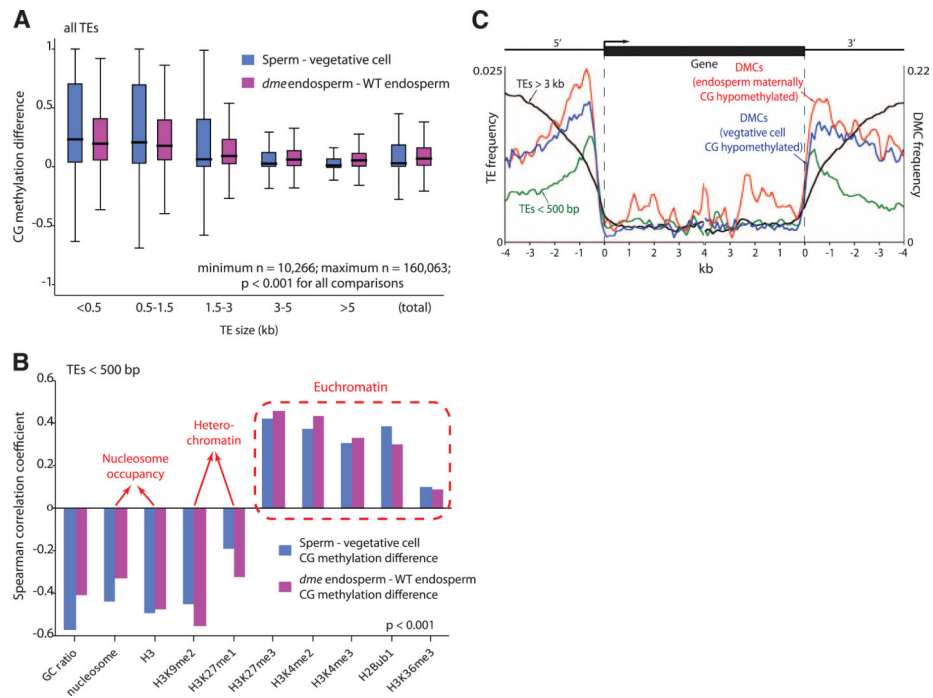 A
all TEs
1
0.5
0.0
-0.5
-1
CG methylation difference
Sperm - vegetative cell
dme endosperm - WT endosperm
minimum n = 10,266; maximum n = 160,063;
p < 0.001 for all comparisons
<0.5 0.5-1.5 1.5-3 3-5 >5 (total)
TE size (kb)
B
TEs < 500 bp
0.6
0.4
0.2
0
-0.2
-0.4
-0.6
Spearman correlation coefficient
Nucleosome
occupancy
Hetero-
chromatin
Euchromatin
Sperm - vegetative cell
CG methylation difference
dme endosperm - WT endosperm
CG methylation difference
p < 0.001
GC ratio
nucleosome
H3
H3K9me2
H3K27me1
H3K27me3
H3K4me2
H3K4me3
H2Bub1
H3K36me3
C
5′
3′
Gene
0.025
0
TE frequency
0.22
0
DMC frequency
TEs > 3 kb
DMCs
(endosperm maternally
CG hypomethylated)
DMCs
(vegtative cell
CG hypomethylated)
TEs < 500 bp
-4 -3 -2 -1 0 1 2 3 4 -4 -3 -2 -1 0 -1 -2 -3 -4
kb